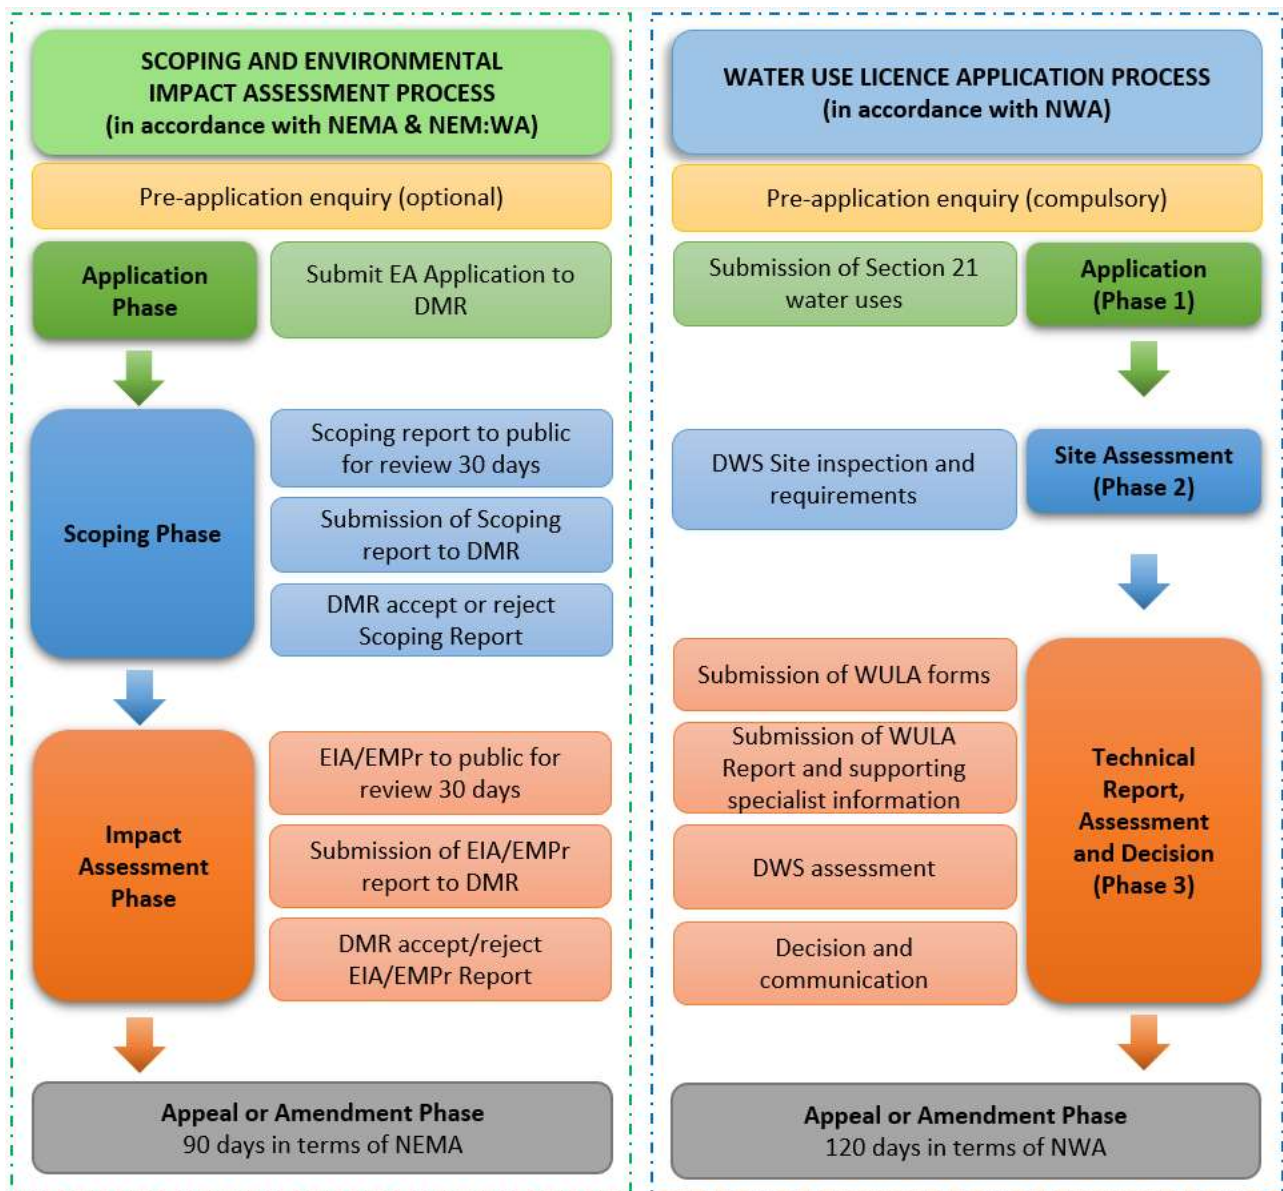 SCOPING AND ENVIRONMENTAL
IMPACT ASSESSMENT PROCESS
(in accordance with NEMA & NEM:WA)
Pre-application enquiry (optional)
Application
Phase
Submit EA Application to
DMR
Scoping Phase
Scoping report to public
for review 30 days
Submission of Scoping
report to DMR
DMR accept or reject
Scoping Report
Impact
Assessment
Phase
EIA/EMPr to public for
review 30 days
Submission of EIA/EMPr
report to DMR
DMR accept/reject
EIA/EMPr Report
Appeal or Amendment Phase
90 days in terms of NEMA
WATER USE LICENCE APPLICATION PROCESS
(in accordance with NWA)
Pre-application enquiry (compulsory)
Submission of Section 21
water uses
Application
(Phase 1)
DWS Site inspection and
requirements
Site Assessment
(Phase 2)
Submission of WULA forms
Submission of WULA
Report and supporting
specialist information
DWS assessment
Decision and
communication
Technical
Report,
Assessment
and Decision
(Phase 3)
Appeal or Amendment Phase
120 days in terms of NWA